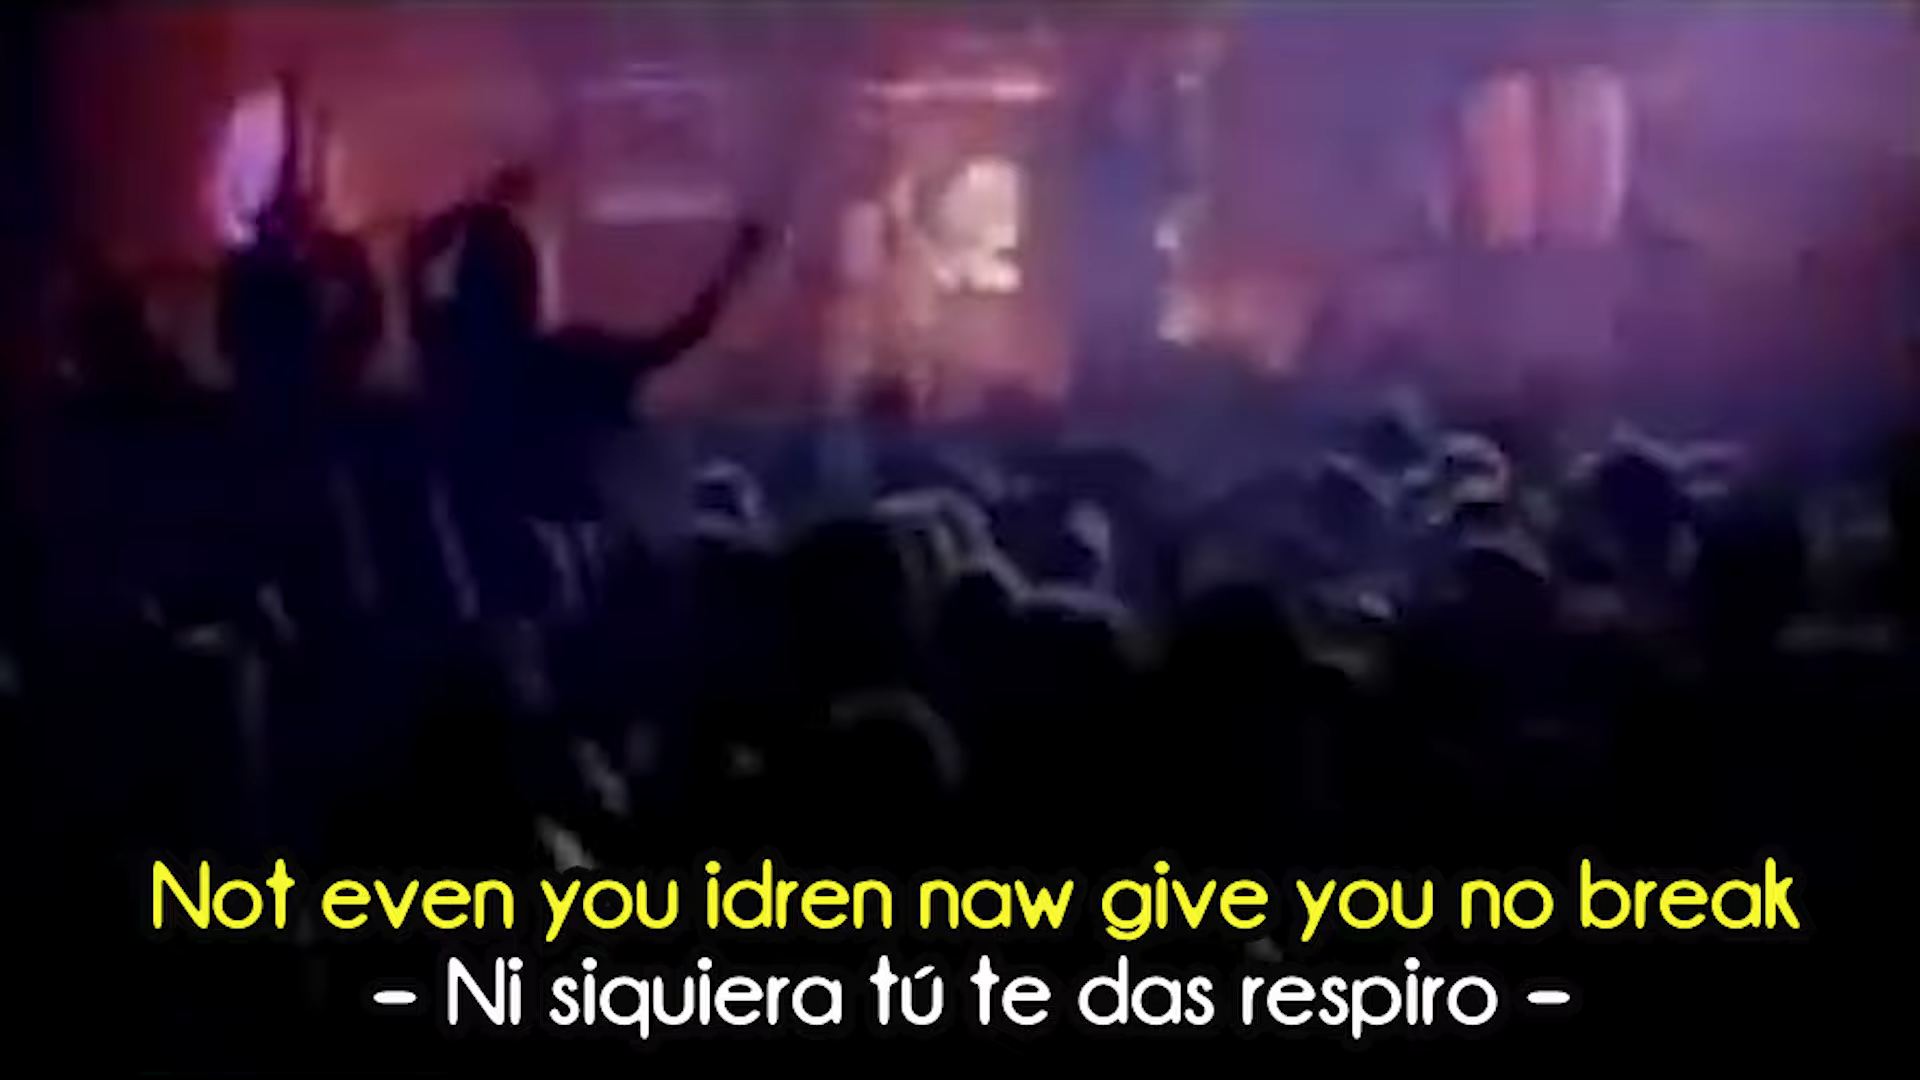 Not even you idren naw give you no break
- Ni siquiera tú te das respiro -